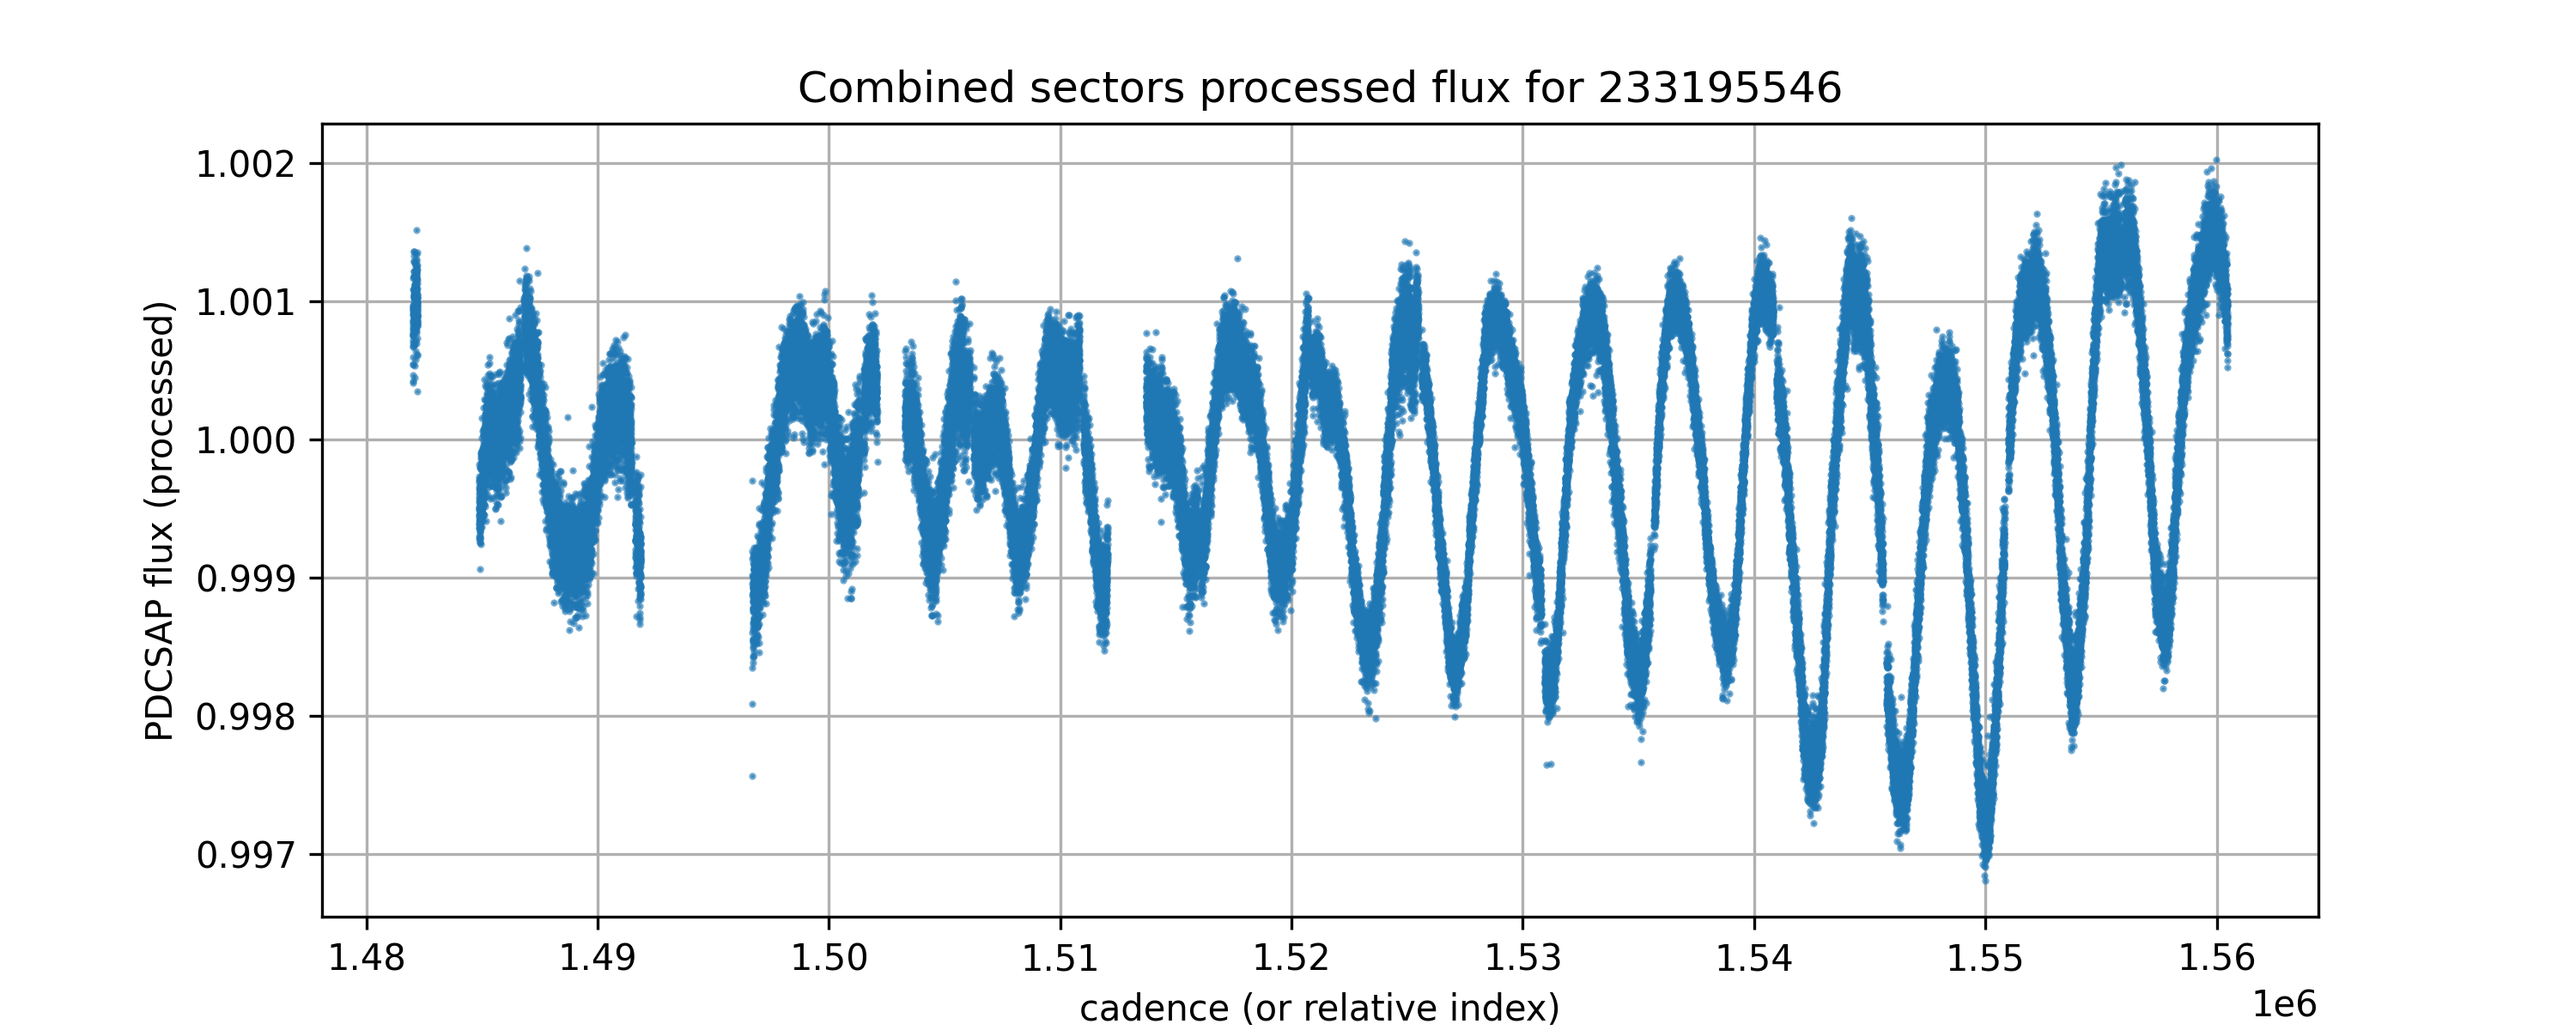 Combined sectors processed flux for 233195546
PDCSAP flux (processed)
1.002
1.001
1.000
0.999
0.998
0.997
1.48 1.49 1.50 1.51 1.52 1.53 1.54 1.55 1.56
1e6
cadence (or relative index)